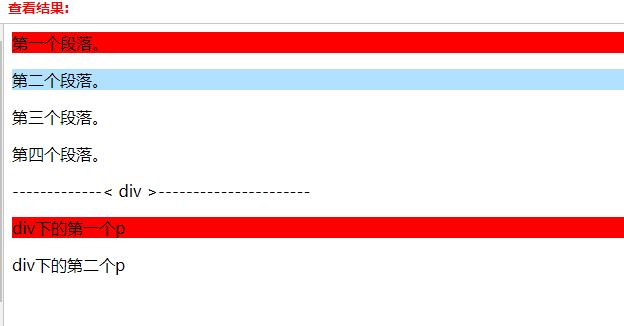 查看结果:
第一个段落。
第二个段落。
第三个段落。
第四个段落。
-------------< div >----------------------
div下的第一个p
div下的第二个p